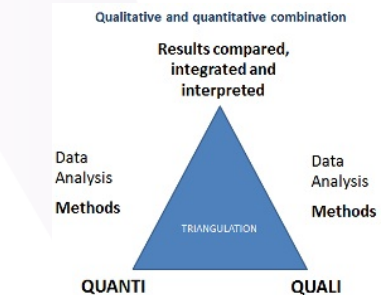 Qualitative and quantitative combination
Results compared,
integrated and
interpreted
Data
Analysis
Methods
Data
Analysis
Methods
TRIANGULATION
QUANTI
QUALI